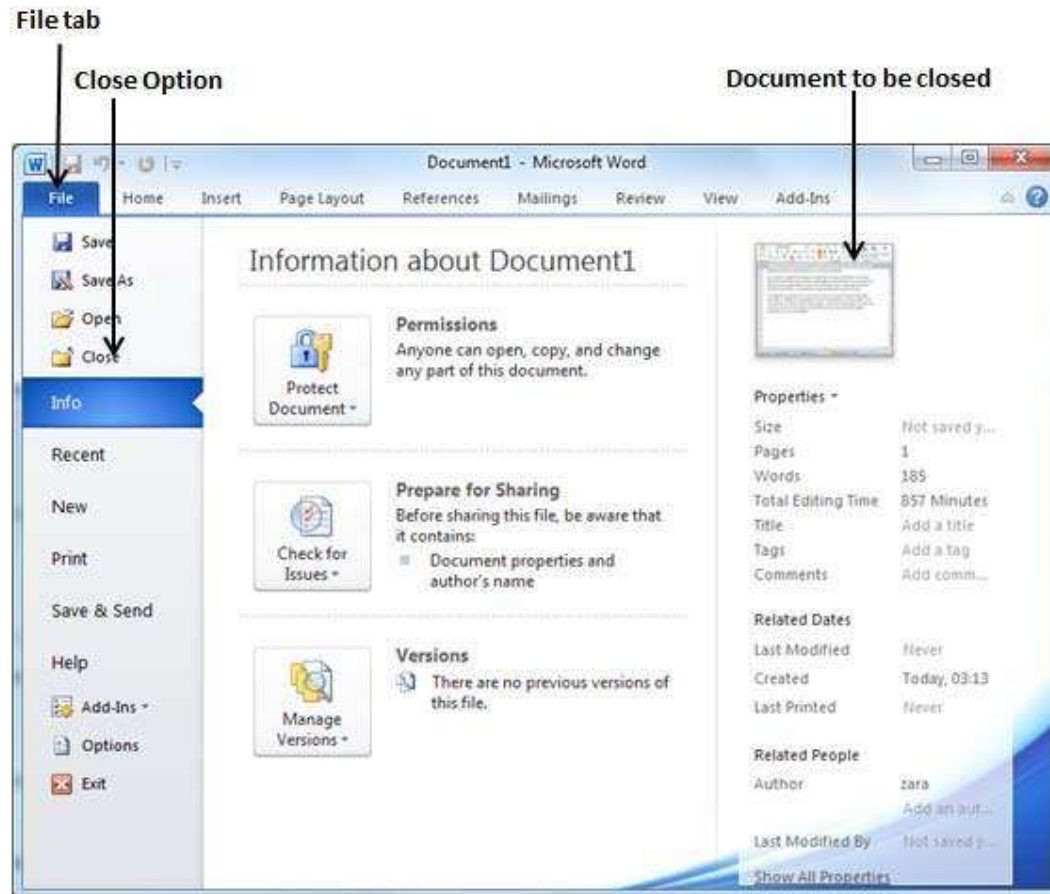 File tab
Close Option
Document to be closed
Document1 - Microsoft Word
File Home Insert Page Layout References Mailings Review View Add-Ins
Save
Save As
Open
Close
Info
Recent
New
Print
Save & Send
Help
Add-Ins
Options
Exit
Information about Document1
Protect
Document
Permissions
Anyone can open, copy, and change
any part of this document.
Check for
Issues
Prepare for Sharing
Before sharing this file, be aware that
it contains:
Document properties and
author's name
Manage
Versions
Versions
There are no previous versions of
this file.
Properties
Size Not saved y...
Pages 1
Words 185
Total Editing Time 857 Minutes
Title Add a title
Tags Add a tag
Comments Add comm...
Related Dates
Last Modified Never
Created Today, 03:13
Last Printed Never
Related People
Author zara
Add an aut...
Last Modified By Not saved y...
Show All Properties